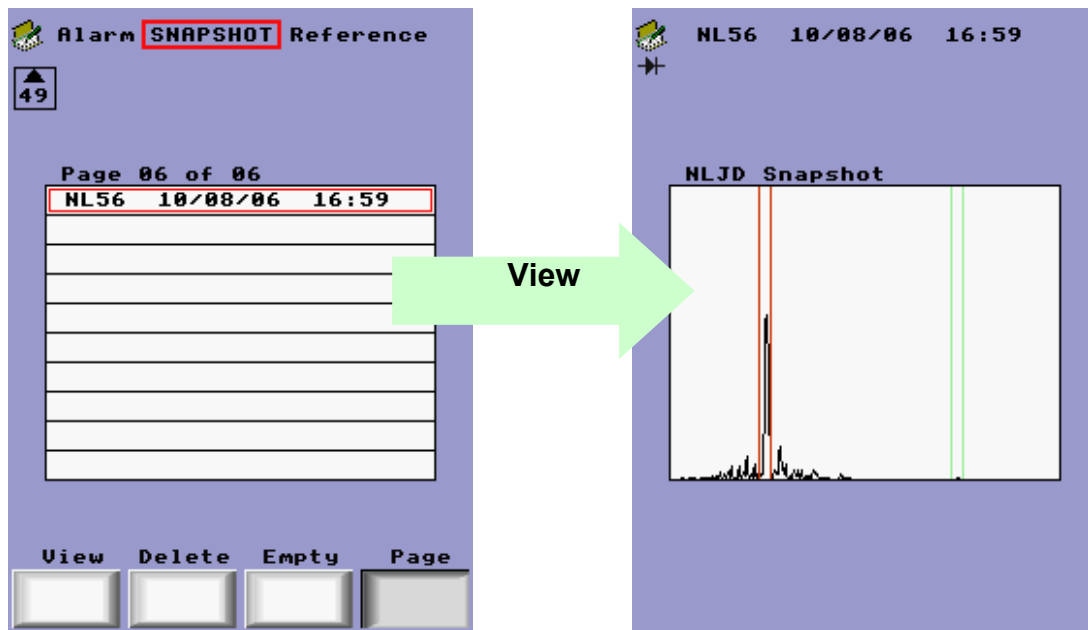 Alarm SNAPSHOT Reference
49
Page 06 of 06
NL56 10/08/06 16:59
View Delete Empty Page
View
NL56 10/08/06 16:59
NLJD Snapshot